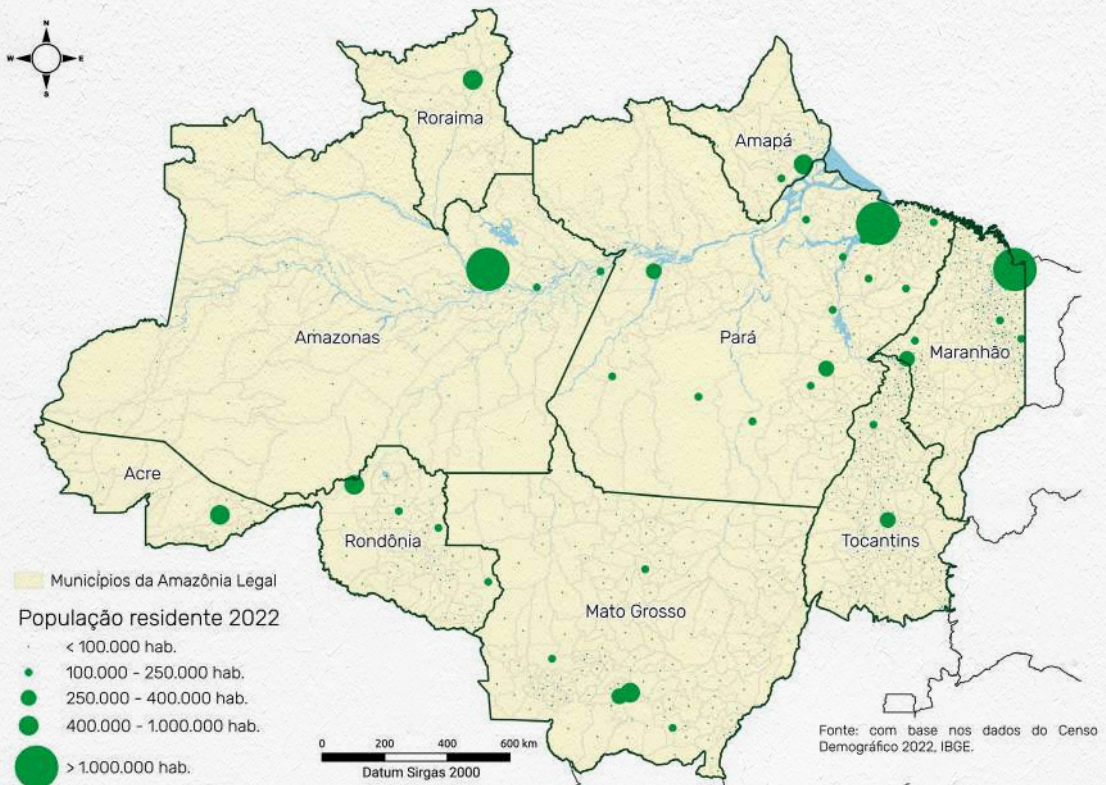 N
W E
S
Roraima
Amapá
Amazonas
Pará
Maranhão
Acre
Rondônia
Tocantins
Mato Grosso
Municípios da Amazônia Legal
População residente 2022
< 100.000 hab.
100.000 - 250.000 hab.
250.000 - 400.000 hab.
400.000 - 1.000.000 hab.
> 1.000.000 hab.
0 200 400 600 km
Datum Sirgas 2000
Fonte: com base nos dados do Censo
Demográfico 2022, IBGE.